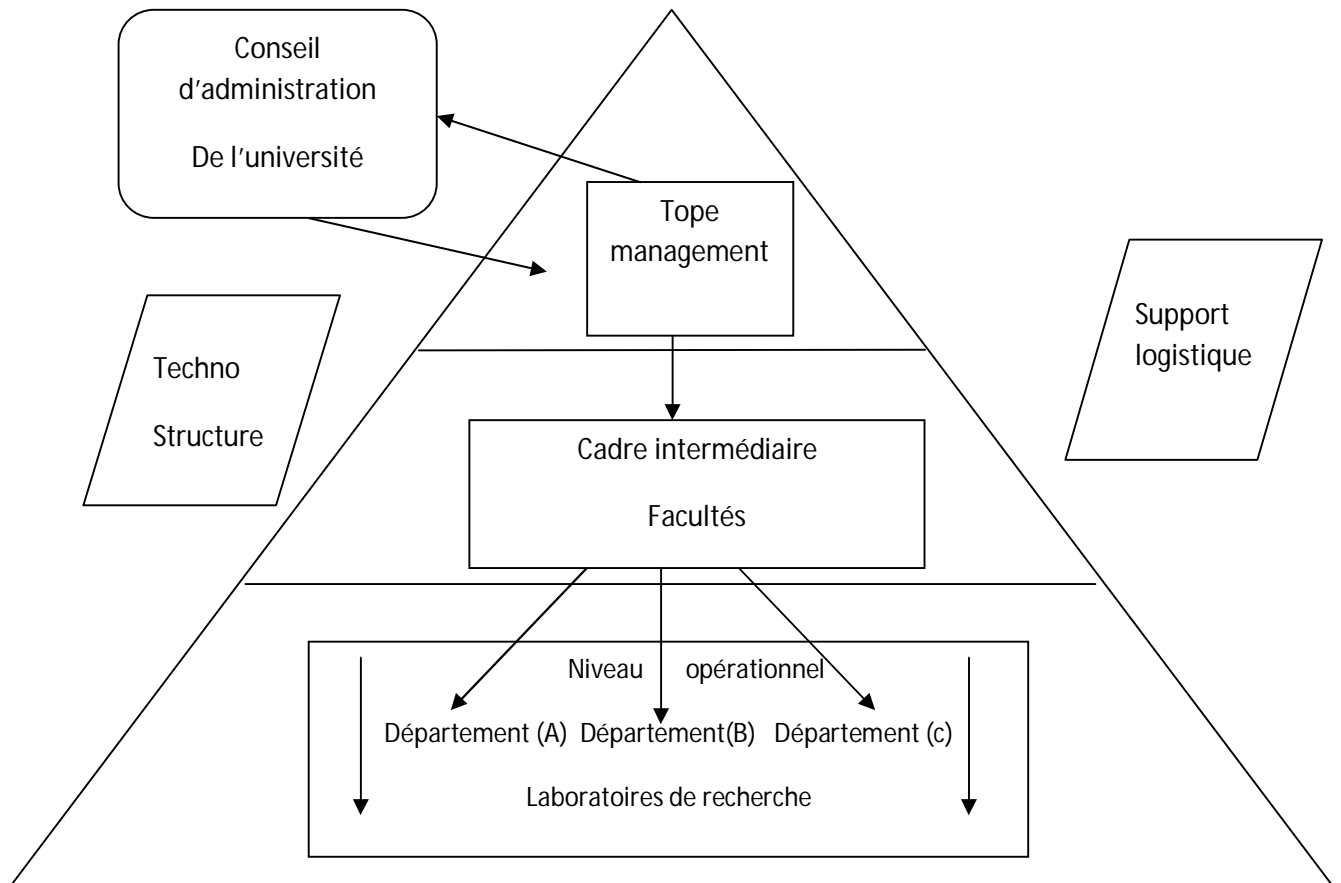 Conseil
d'administration
De l'université
Tope
management
Techno
Structure
Support
logistique
Cadre intermédiaire
Facultés
Niveau opérationnel
Département (A) Département(B) Département (c)
Laboratoires de recherche